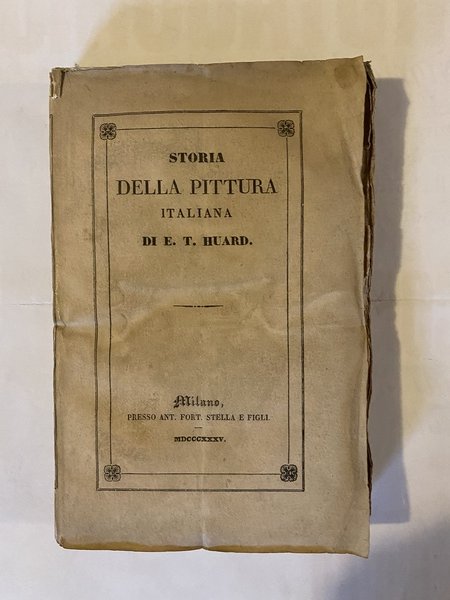 STORIA
DELLA PITTURA
ITALIANA
DI E. T. HUARD.
Milano,
PRESSO ANT. FORT. STELLA E FIGLI
MDCCCXXXV.